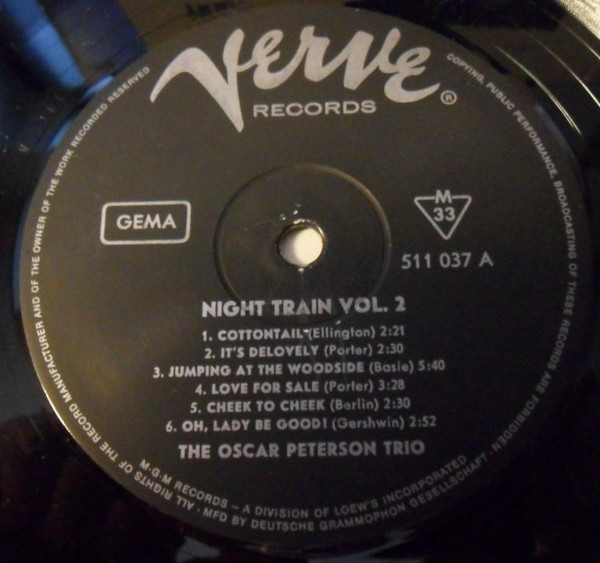 Verve
RECORDS ®
GEMA
M
33
511 037 A
NIGHT TRAIN VOL. 2
1. COTTONTAIL (Ellington) 2:21
2. IT'S DELOVELY (Porter) 2:30
3. JUMPING AT THE WOODSIDE (Basie) 5:40
4. LOVE FOR SALE (Porter) 3:28
5. CHEEK TO CHEEK (Berlin) 2:30
6. OH, LADY BE GOOD! (Gershwin) 2:52
THE OSCAR PETERSON TRIO
M·G·M RECORDS – A DIVISION OF LOEW'S INCORPORATED
ALL RIGHTS OF THE RECORD MANUFACTURER AND OF THE OWNER OF THE WORK RECORDED RESERVED
COPYING, PUBLIC PERFORMANCE, BROADCASTING OF THESE RECORDS ARE FORBIDDEN
· MFD BY DEUTSCHE GRAMMOPHON GESELLSCHAFT ·